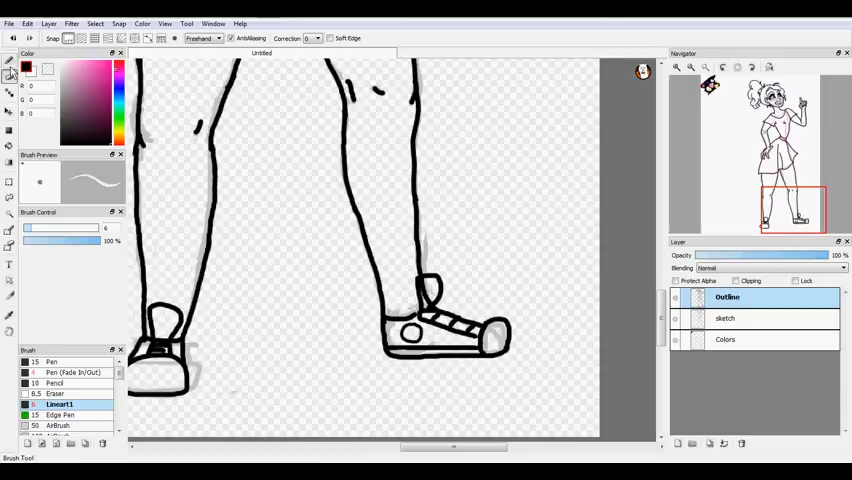 File Edit Layer Filter Select Snap Color View Tool Window Help
Snap Freehand AntiAliasing Correction 0 Soft Edge
Color Untitled Navigator
R 0
G 0
B 0
Brush Preview
Brush Control
6
100 %
Layer
Opacity 100 %
Blending Normal
Protect Alpha Clipping Lock
Outline
sketch
Colors
Brush
15 Pen
4 Pen (Fade In/Out)
10 Pencil
8.5 Eraser
6 Lineart1
15 Edge Pen
50 AirBrush
AirBrush
Brush Tool